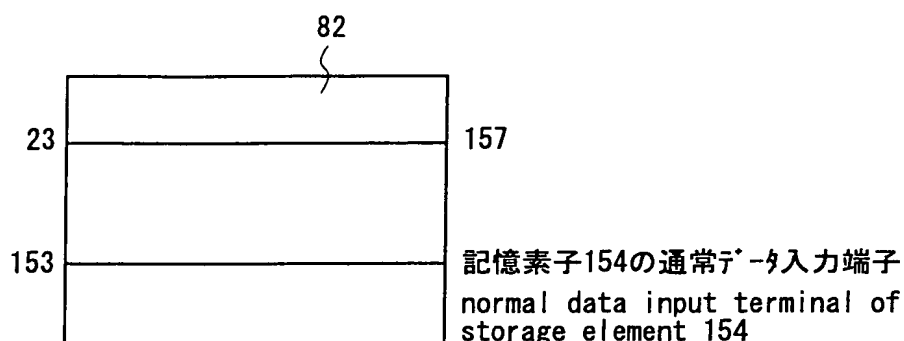 82
23 157
153 記憶素子154の通常ﾃﾞｰﾀ入力端子
normal data input terminal of
storage element 154